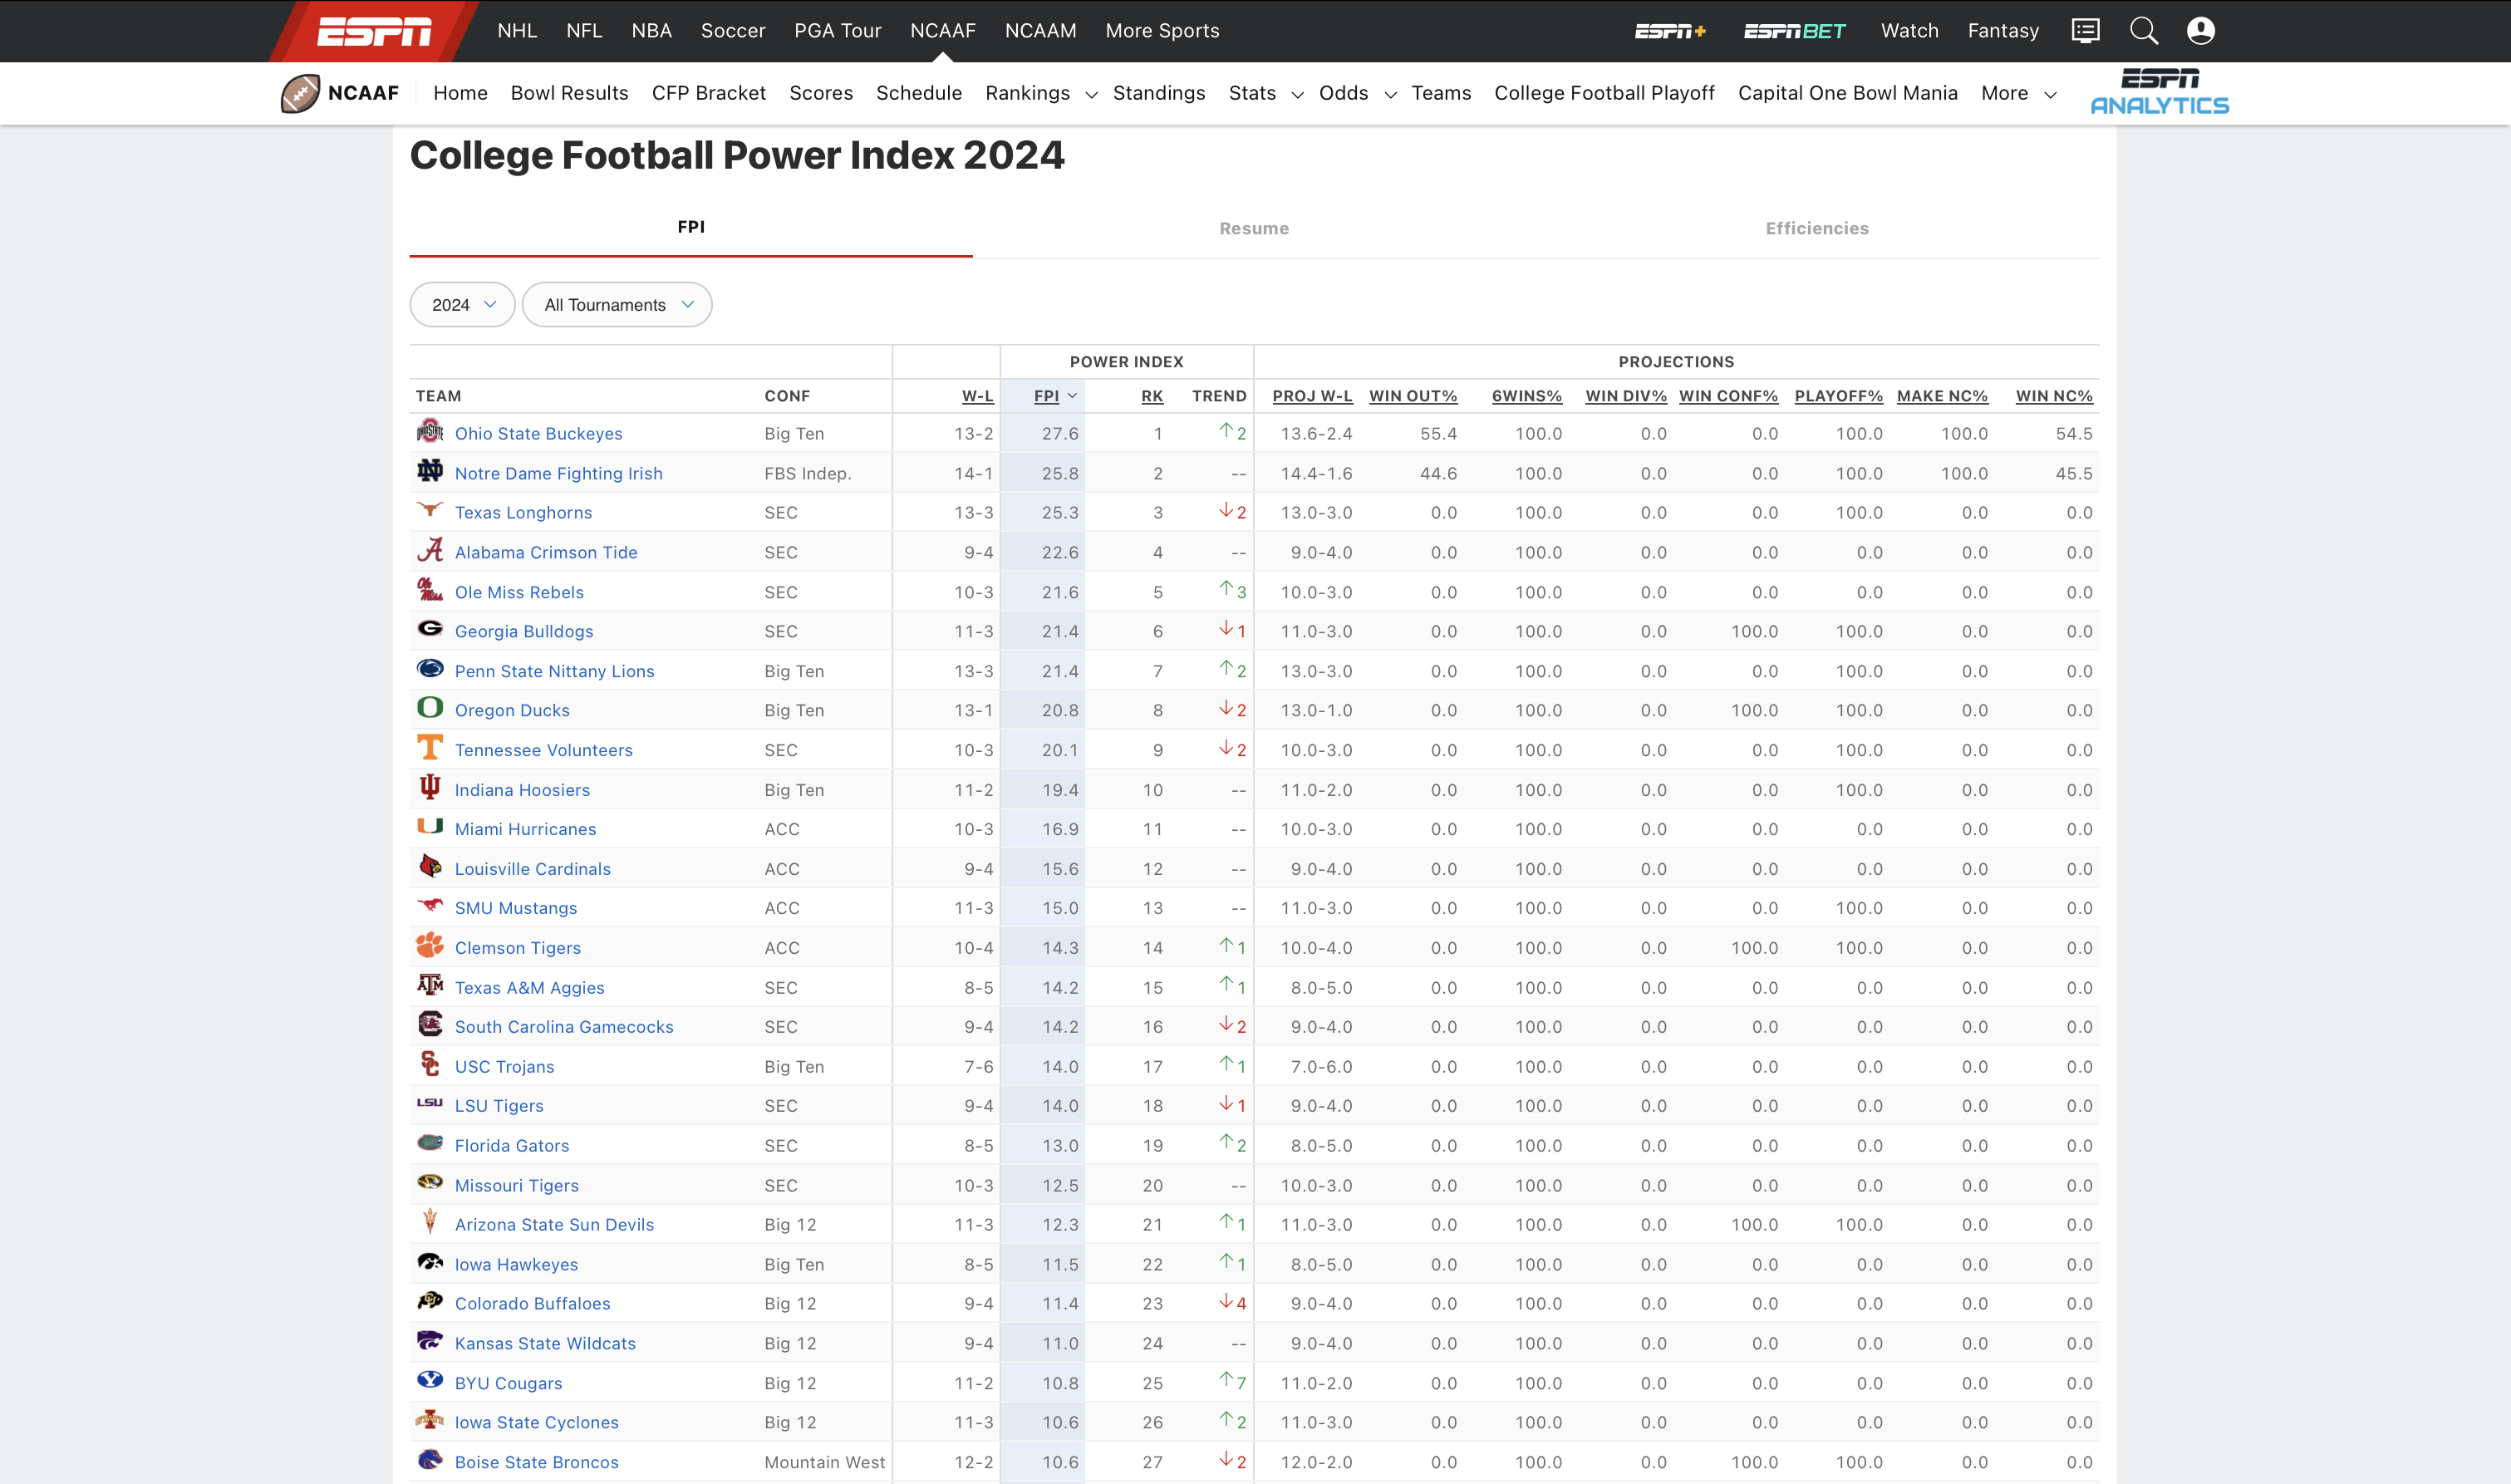 ESPN NHL NFL NBA Soccer PGA Tour NCAAF NCAAM More Sports ESPN+ ESPN BET Watch Fantasy
NCAAF Home Bowl Results CFP Bracket Scores Schedule Rankings Standings Stats Odds Teams College Football Playoff Capital One Bowl Mania More ESPN ANALYTICS
College Football Power Index 2024
FPI Resume Efficiencies
2024 All Tournaments
POWER INDEX PROJECTIONS
TEAM CONF W-L FPI RK TREND PROJ W-L WIN OUT% 6WINS% WIN DIV% WIN CONF% PLAYOFF% MAKE NC% WIN NC%
Ohio State Buckeyes Big Ten 13-2 27.6 1 ↑2 13.6-2.4 55.4 100.0 0.0 0.0 100.0 100.0 54.5
Notre Dame Fighting Irish FBS Indep. 14-1 25.8 2 -- 14.4-1.6 44.6 100.0 0.0 0.0 100.0 100.0 45.5
Texas Longhorns SEC 13-3 25.3 3 ↓2 13.0-3.0 0.0 100.0 0.0 0.0 100.0 0.0 0.0
Alabama Crimson Tide SEC 9-4 22.6 4 -- 9.0-4.0 0.0 100.0 0.0 0.0 0.0 0.0 0.0
Ole Miss Rebels SEC 10-3 21.6 5 ↑3 10.0-3.0 0.0 100.0 0.0 0.0 0.0 0.0 0.0
Georgia Bulldogs SEC 11-3 21.4 6 ↓1 11.0-3.0 0.0 100.0 0.0 100.0 100.0 0.0 0.0
Penn State Nittany Lions Big Ten 13-3 21.4 7 ↑2 13.0-3.0 0.0 100.0 0.0 0.0 100.0 0.0 0.0
Oregon Ducks Big Ten 13-1 20.8 8 ↓2 13.0-1.0 0.0 100.0 0.0 100.0 100.0 0.0 0.0
Tennessee Volunteers SEC 10-3 20.1 9 ↓2 10.0-3.0 0.0 100.0 0.0 0.0 100.0 0.0 0.0
Indiana Hoosiers Big Ten 11-2 19.4 10 -- 11.0-2.0 0.0 100.0 0.0 0.0 100.0 0.0 0.0
Miami Hurricanes ACC 10-3 16.9 11 -- 10.0-3.0 0.0 100.0 0.0 0.0 0.0 0.0 0.0
Louisville Cardinals ACC 9-4 15.6 12 -- 9.0-4.0 0.0 100.0 0.0 0.0 0.0 0.0 0.0
SMU Mustangs ACC 11-3 15.0 13 -- 11.0-3.0 0.0 100.0 0.0 0.0 100.0 0.0 0.0
Clemson Tigers ACC 10-4 14.3 14 ↑1 10.0-4.0 0.0 100.0 0.0 100.0 100.0 0.0 0.0
Texas A&M Aggies SEC 8-5 14.2 15 ↑1 8.0-5.0 0.0 100.0 0.0 0.0 0.0 0.0 0.0
South Carolina Gamecocks SEC 9-4 14.2 16 ↓2 9.0-4.0 0.0 100.0 0.0 0.0 0.0 0.0 0.0
USC Trojans Big Ten 7-6 14.0 17 ↑1 7.0-6.0 0.0 100.0 0.0 0.0 0.0 0.0 0.0
LSU Tigers SEC 9-4 14.0 18 ↓1 9.0-4.0 0.0 100.0 0.0 0.0 0.0 0.0 0.0
Florida Gators SEC 8-5 13.0 19 ↑2 8.0-5.0 0.0 100.0 0.0 0.0 0.0 0.0 0.0
Missouri Tigers SEC 10-3 12.5 20 -- 10.0-3.0 0.0 100.0 0.0 0.0 0.0 0.0 0.0
Arizona State Sun Devils Big 12 11-3 12.3 21 ↑1 11.0-3.0 0.0 100.0 0.0 100.0 100.0 0.0 0.0
Iowa Hawkeyes Big Ten 8-5 11.5 22 ↑1 8.0-5.0 0.0 100.0 0.0 0.0 0.0 0.0 0.0
Colorado Buffaloes Big 12 9-4 11.4 23 ↓4 9.0-4.0 0.0 100.0 0.0 0.0 0.0 0.0 0.0
Kansas State Wildcats Big 12 9-4 11.0 24 -- 9.0-4.0 0.0 100.0 0.0 0.0 0.0 0.0 0.0
BYU Cougars Big 12 11-2 10.8 25 ↑7 11.0-2.0 0.0 100.0 0.0 0.0 0.0 0.0 0.0
Iowa State Cyclones Big 12 11-3 10.6 26 ↑2 11.0-3.0 0.0 100.0 0.0 0.0 0.0 0.0 0.0
Boise State Broncos Mountain West 12-2 10.6 27 ↓2 12.0-2.0 0.0 100.0 0.0 100.0 100.0 0.0 0.0